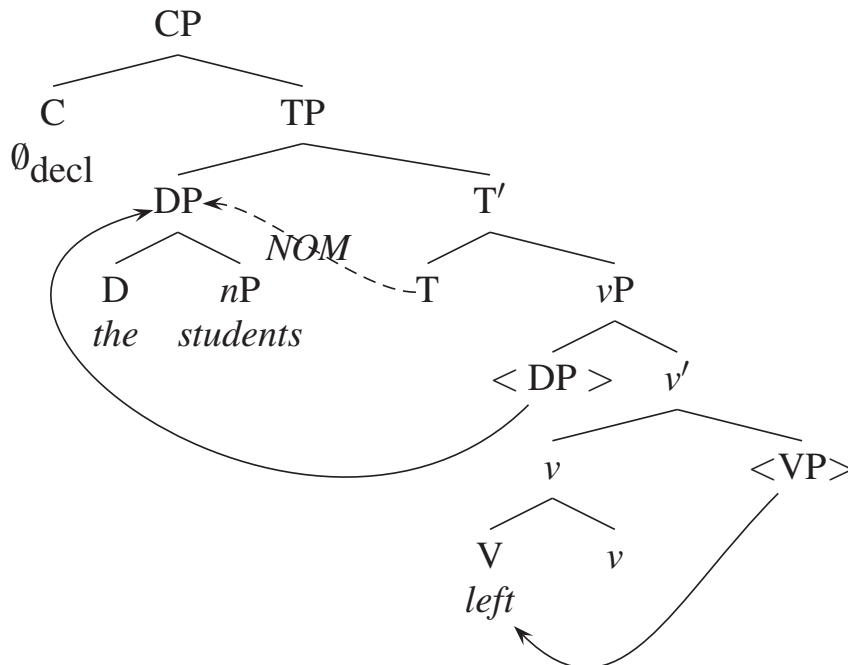 CP
C TP
∅decl
DP T′
NOM
D nP T vP
the students
< DP > v′
v <VP>
V v
left